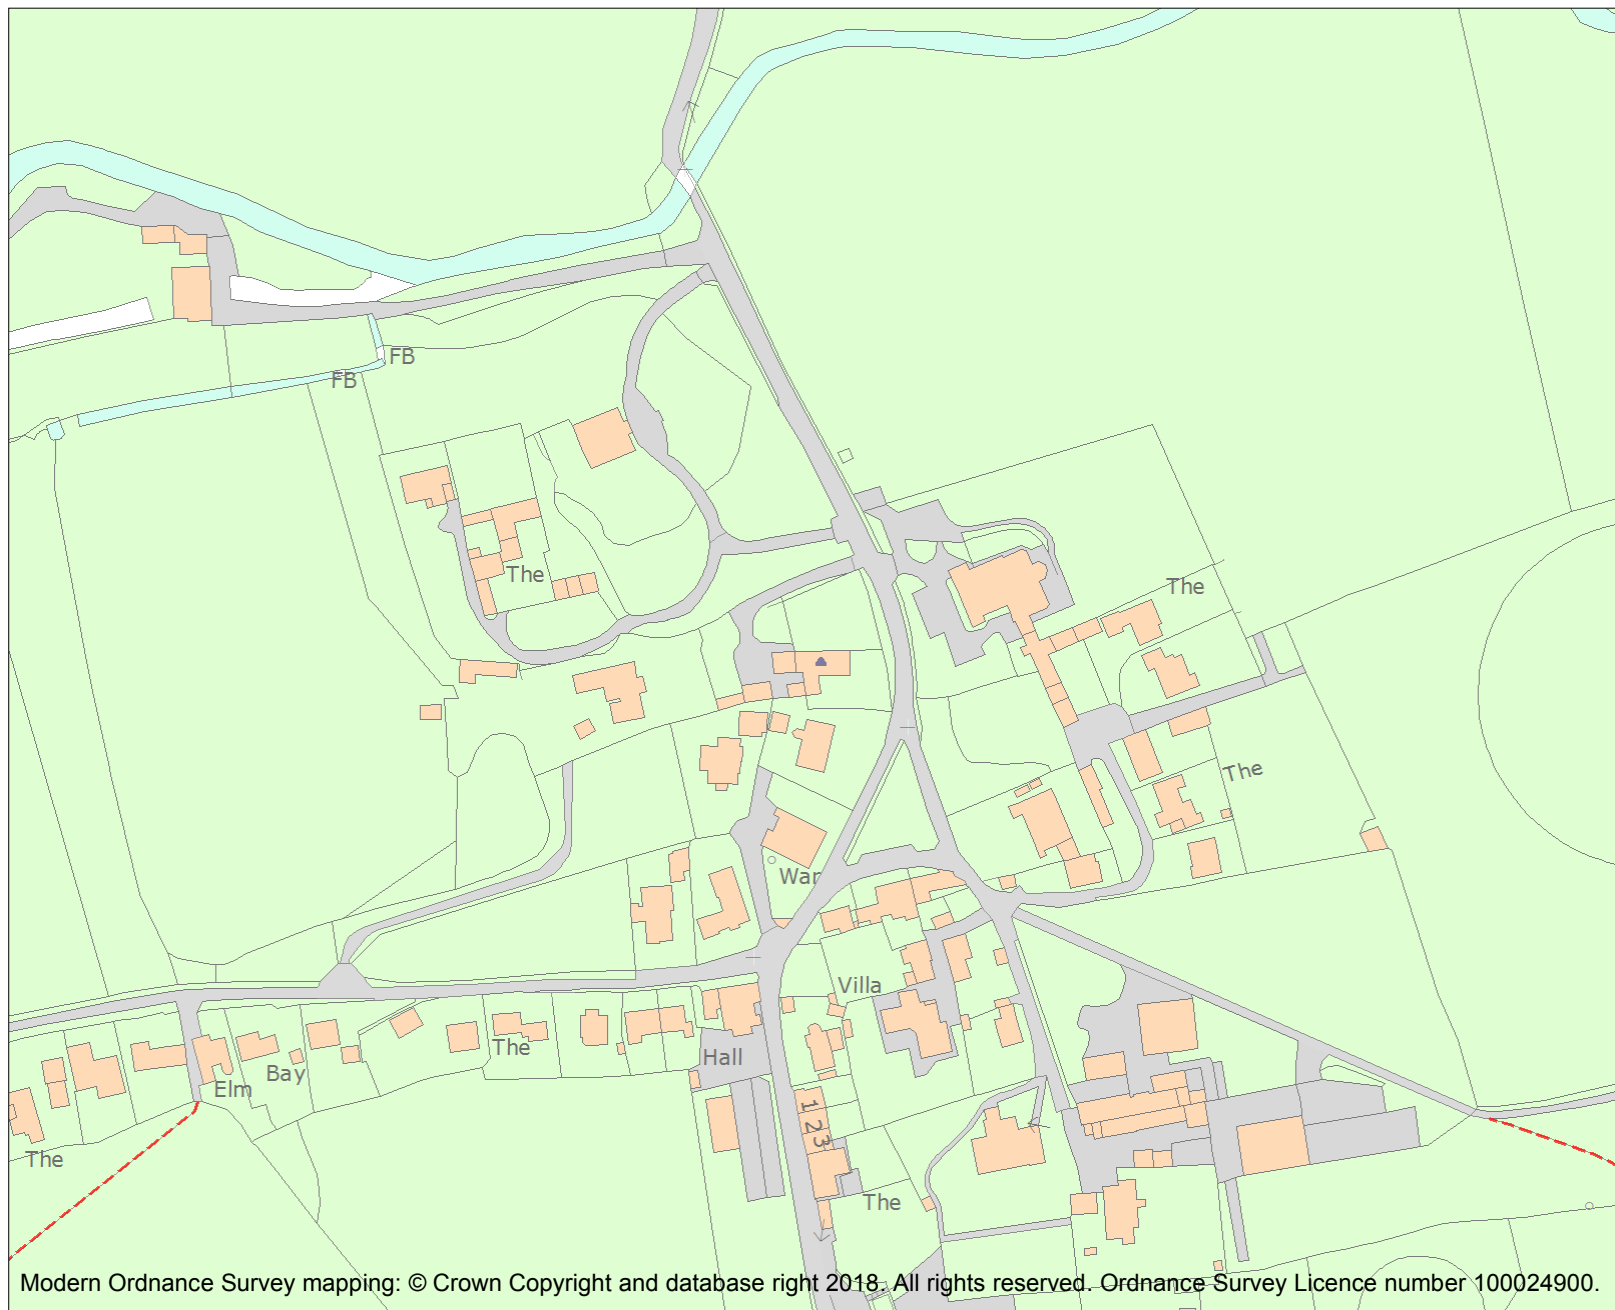 FB
FB
The
The
The
War
Villa
The
Hall
Bay
Elm
1
2
3
The
The
Modern Ordnance Survey mapping: © Crown Copyright and database right 2018. All rights reserved. Ordnance Survey Licence number 100024900.